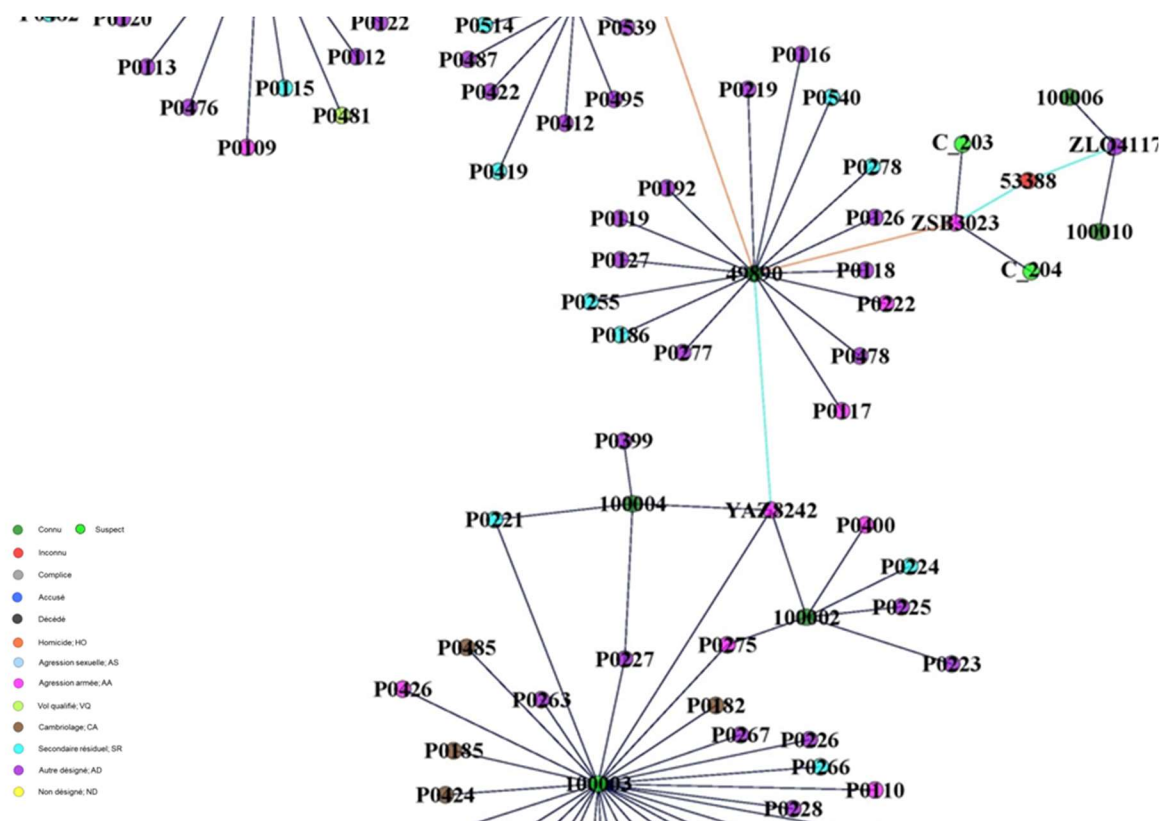 P0120
P0122
P0514
P0539
P0113
P0112
P0487
P0116
P0115
P0422
P0495
P0219
P0540
100006
P0476
P0481
P0412
C_203
ZLQ4117
P0109
P0419
P0278
53388
P0192
P0119
P0126
ZSB3023
100010
P0127
49890
P0118
C_204
P0255
P0222
P0186
P0277
P0478
P0117
P0399
100004
YAZ8242
P0221
P0400
P0224
P0225
100002
P0275
P0485
P0227
P0223
P0426
P0263
P0182
P0267
P0226
P0185
P0266
100003
P0110
P0424
P0228
Connu Suspect
Inconnu
Complice
Accusé
Décédé
Homicide; HO
Agression sexuelle; AS
Agression armée; AA
Vol qualifié; VQ
Cambriolage; CA
Secondaire résiduel; SR
Autre désigné; AD
Non désigné; ND